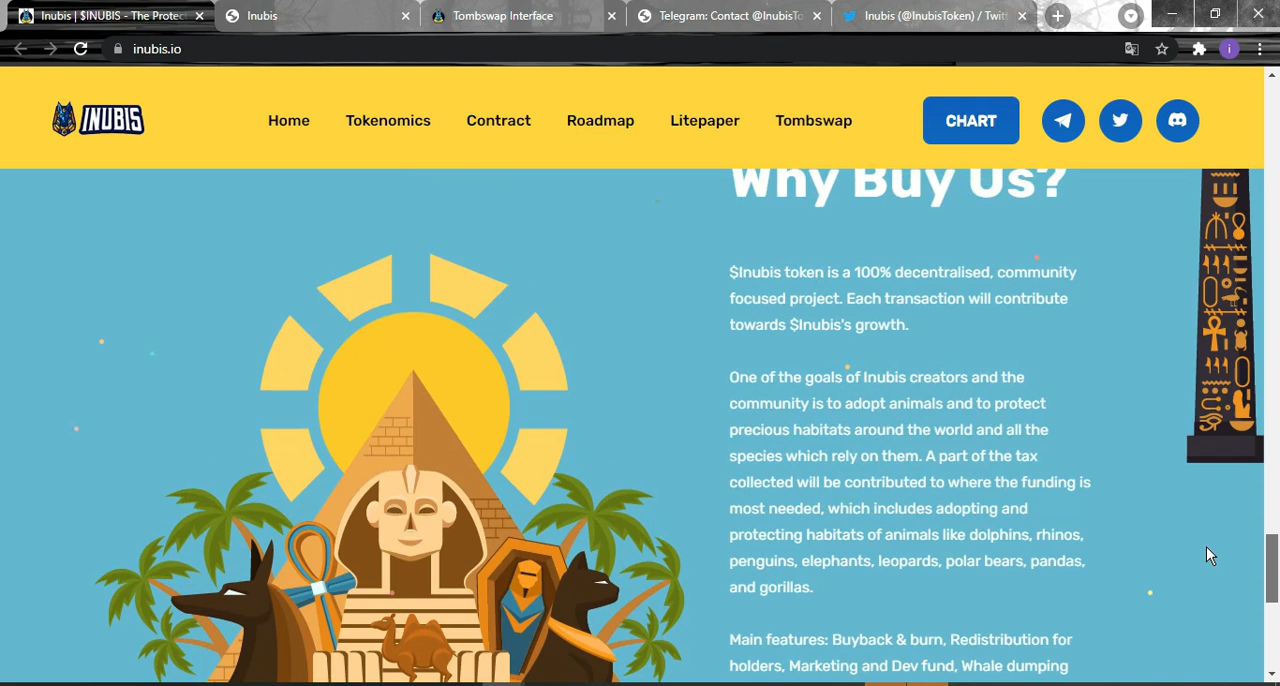 Inubis | $INUBIS - The Protec
Inubis
Tombswap Interface
Telegram: Contact @InubisTo
Inubis (@InubisToken) / Twitt
inubis.io
i
INUBIS
Home
Tokenomics
Contract
Roadmap
Litepaper
Tombswap
CHART
Why Buy Us?
$Inubis token is a 100% decentralised, community
focused project. Each transaction will contribute
towards $Inubis's growth.
One of the goals of Inubis creators and the
community is to adopt animals and to protect
precious habitats around the world and all the
species which rely on them. A part of the tax
collected will be contributed to where the funding is
most needed, which includes adopting and
protecting habitats of animals like dolphins, rhinos,
penguins, elephants, leopards, polar bears, pandas,
and gorillas.
Main features: Buyback & burn, Redistribution for
holders, Marketing and Dev fund, Whale dumping